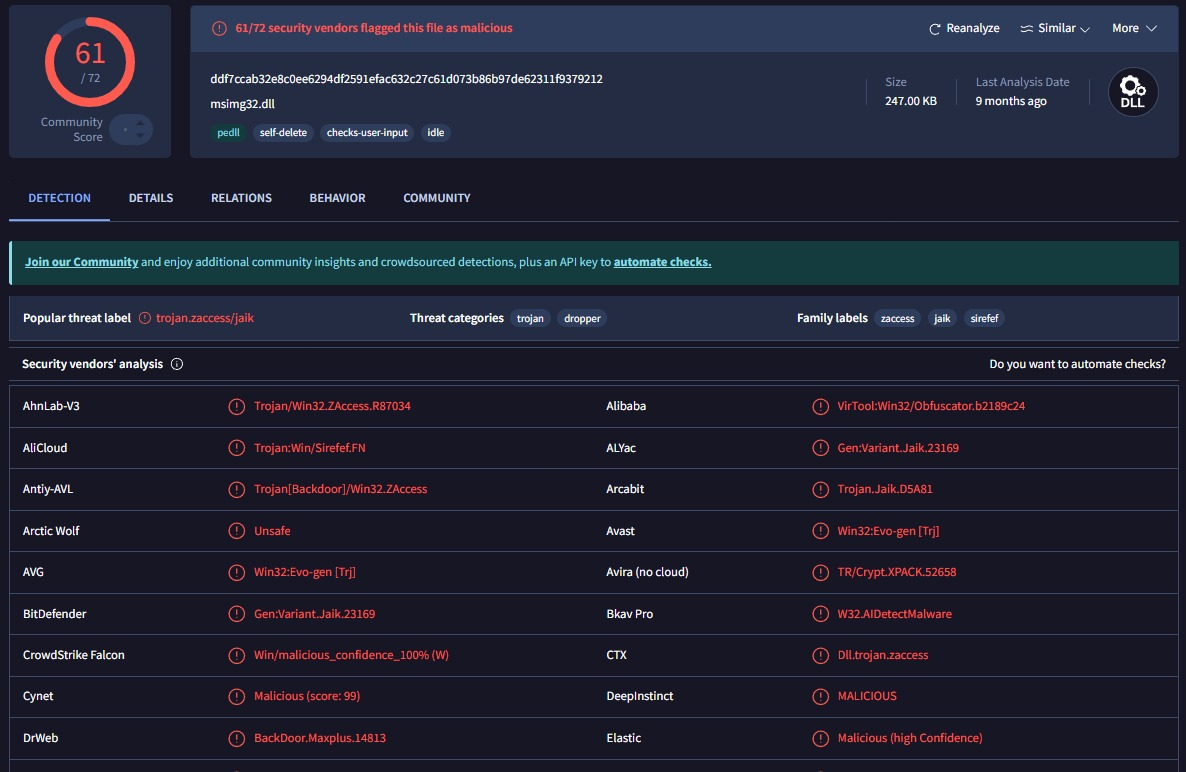 61
/ 72
Community
Score
61/72 security vendors flagged this file as malicious
Reanalyze
Similar
More
ddf7ccab32e8c0ee6294df2591efac632c27c61d073b86b97de62311f9379212
msimg32.dll
pedll self-delete checks-user-input idle
Size
247.00 KB
Last Analysis Date
9 months ago
DLL
DETECTION DETAILS RELATIONS BEHAVIOR COMMUNITY
Join our Community and enjoy additional community insights and crowdsourced detections, plus an API key to automate checks.
Popular threat label trojan.zaccess/jaik Threat categories trojan dropper Family labels zaccess jaik sirefef
Security vendors' analysis Do you want to automate checks?
AhnLab-V3 Trojan/Win32.ZAccess.R87034 Alibaba VirTool:Win32/Obfuscator.b2189c24
AliCloud Trojan:Win/Sirefef.FN ALYac Gen:Variant.Jaik.23169
Antiy-AVL Trojan[Backdoor]/Win32.ZAccess Arcabit Trojan.Jaik.D5A81
Arctic Wolf Unsafe Avast Win32:Evo-gen [Trj]
AVG Win32:Evo-gen [Trj] Avira (no cloud) TR/Crypt.XPACK.52658
BitDefender Gen:Variant.Jaik.23169 Bkav Pro W32.AIDetectMalware
CrowdStrike Falcon Win/malicious_confidence_100% (W) CTX Dll.trojan.zaccess
Cynet Malicious (score: 99) DeepInstinct MALICIOUS
DrWeb BackDoor.Maxplus.14813 Elastic Malicious (high Confidence)